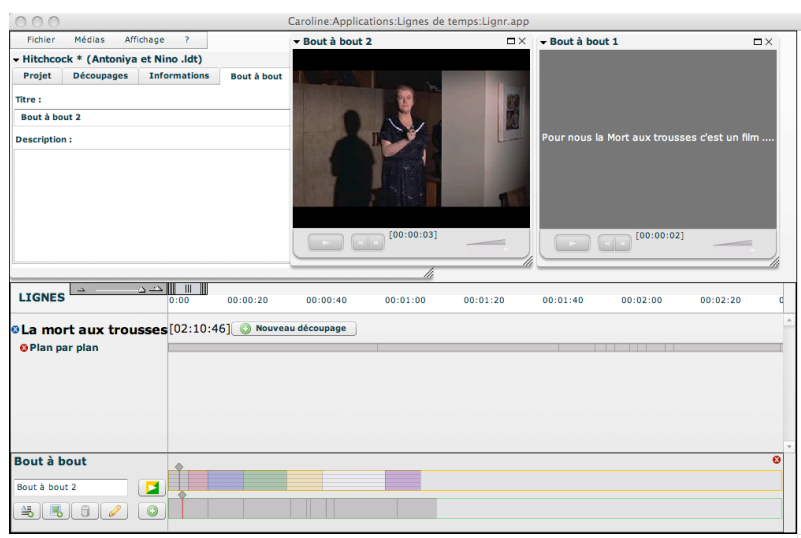 Caroline:Applications:Lignes de temps:Lignr.app
Fichier Médias Affichage ?
Hitchcock * (Antoniya et Nino .ldt)
Projet Découpages Informations Bout à bout
Titre :
Bout à bout 2
Description :
Bout à bout 2
[00:00:03]
Bout à bout 1
Pour nous la Mort aux trousses c'est un film ....
[00:00:02]
LIGNES
0:00 00:00:20 00:00:40 00:01:00 00:01:20 00:01:40 00:02:00 00:02:20 0
La mort aux trousses [02:10:46] Nouveau découpage
Plan par plan
Bout à bout
Bout à bout 2